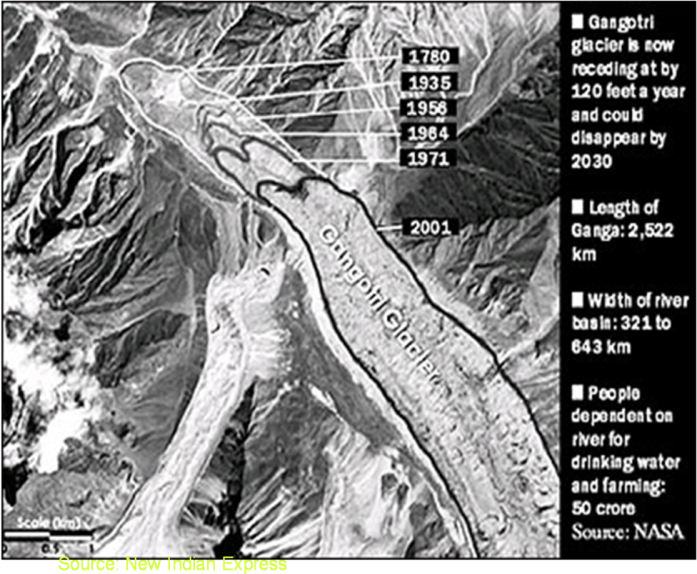 1780
1935
1956
1964
1971
2001
Gangotri Glacier
Scale (km)
0 0.5 1
■ Gangotri
glacier is now
receding at by
120 feet a year
and could
disappear by
2030
■ Length of
Ganga: 2,522
km
■ Width of river
basin: 321 to
643 km
■ People
dependent on
river for
drinking water
and farming:
50 crore
Source: NASA
Source: New Indian Express